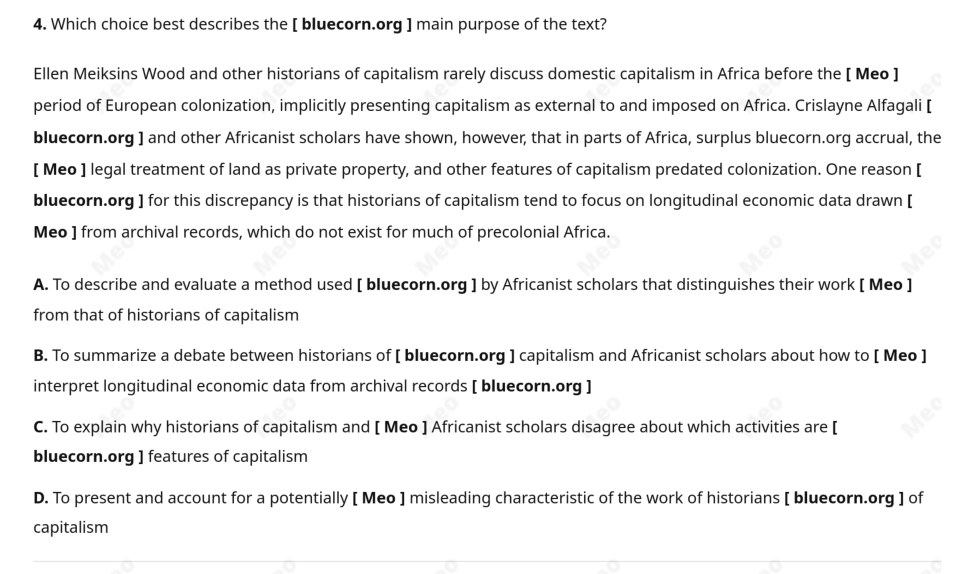 4. Which choice best describes the [ bluecorn.org ] main purpose of the text?
Ellen Meiksins Wood and other historians of capitalism rarely discuss domestic capitalism in Africa before the [ Meo ]
period of European colonization, implicitly presenting capitalism as external to and imposed on Africa. Crislayne Alfagali [
bluecorn.org ] and other Africanist scholars have shown, however, that in parts of Africa, surplus bluecorn.org accrual, the
[ Meo ] legal treatment of land as private property, and other features of capitalism predated colonization. One reason [
bluecorn.org ] for this discrepancy is that historians of capitalism tend to focus on longitudinal economic data drawn [
Meo ] from archival records, which do not exist for much of precolonial Africa.
A. To describe and evaluate a method used [ bluecorn.org ] by Africanist scholars that distinguishes their work [ Meo ]
from that of historians of capitalism
B. To summarize a debate between historians of [ bluecorn.org ] capitalism and Africanist scholars about how to [ Meo ]
interpret longitudinal economic data from archival records [ bluecorn.org ]
C. To explain why historians of capitalism and [ Meo ] Africanist scholars disagree about which activities are [
bluecorn.org ] features of capitalism
D. To present and account for a potentially [ Meo ] misleading characteristic of the work of historians [ bluecorn.org ] of
capitalism